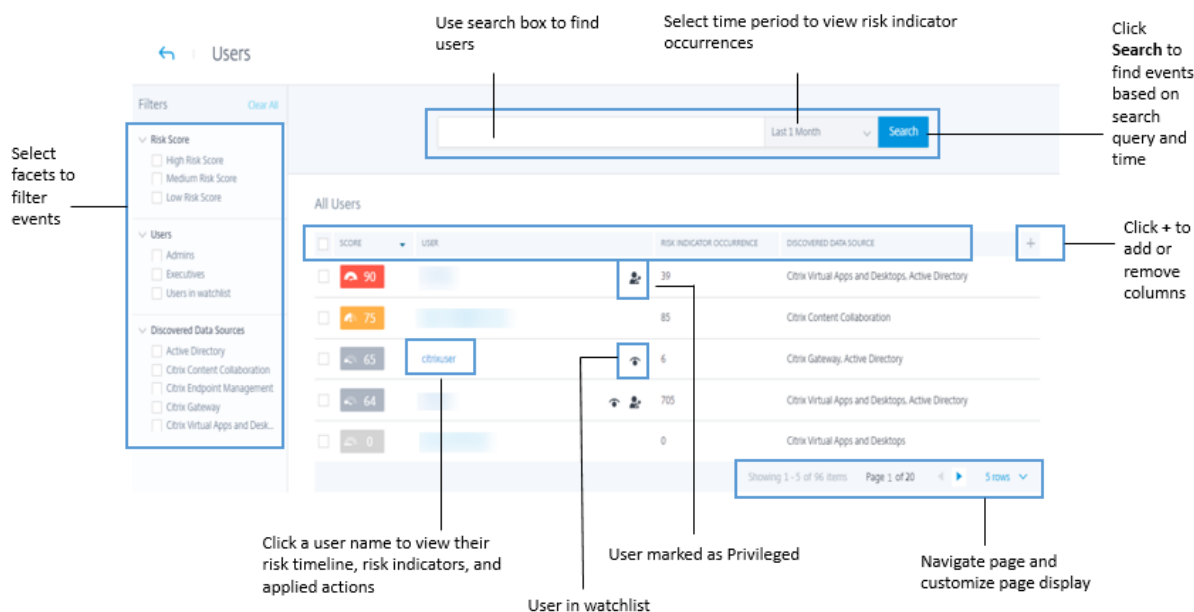 Use search box to find
users
Select time period to view risk indicator
occurrences
Click
Search to
find events
based on
search
query and
time
Users
Filters
Clear All
Last 1 Month
Search
Select
facets to
filter
events
Risk Score
High Risk Score
Medium Risk Score
Low Risk Score
Users
Admins
Executives
Users in watchlist
Discovered Data Sources
Active Directory
Citrix Content Collaboration
Citrix Endpoint Management
Citrix Gateway
Citrix Virtual Apps and Desk...
All Users
SCORE
USER
RISK INDICATOR OCCURRENCE
DISCOVERED DATA SOURCE
+
Click + to
add or
remove
columns
90
39
Citrix Virtual Apps and Desktops, Active Directory
75
85
Citrix Content Collaboration
65
citrixuser
6
Citrix Gateway, Active Directory
64
705
Citrix Virtual Apps and Desktops, Active Directory
0
0
Citrix Virtual Apps and Desktops
Showing 1-5 of 96 items
Page 1 of 20
5 rows
Click a user name to view their
risk timeline, risk indicators, and
applied actions
User in watchlist
User marked as Privileged
Navigate page and
customize page display